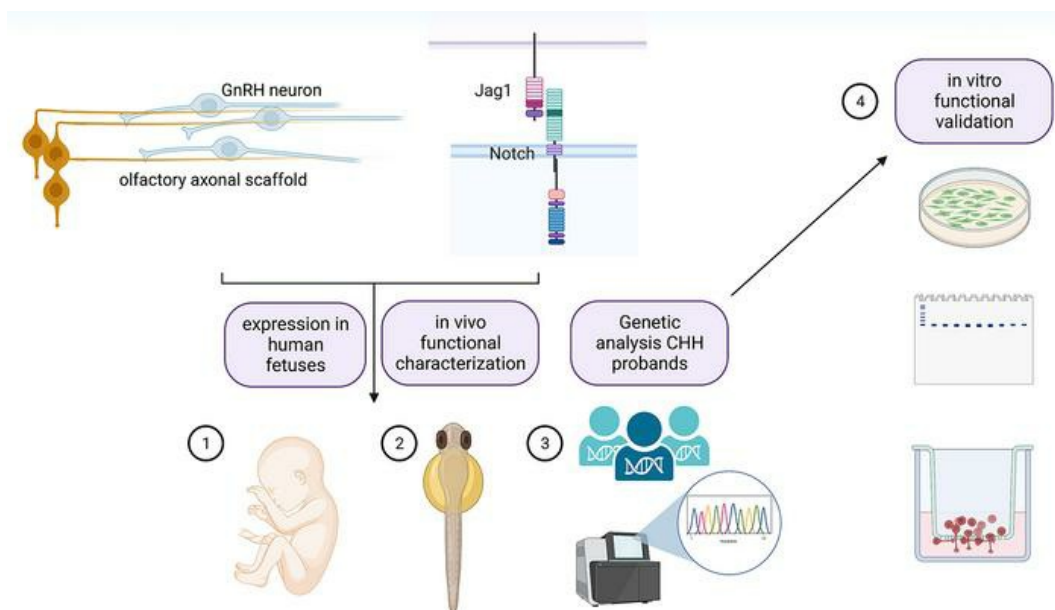 GnRH neuron
olfactory axonal scaffold
Jag1
Notch
4
in vitro
functional
validation
expression in
human
fetuses
in vivo
functional
characterization
Genetic
analysis CHH
probands
1
2
3